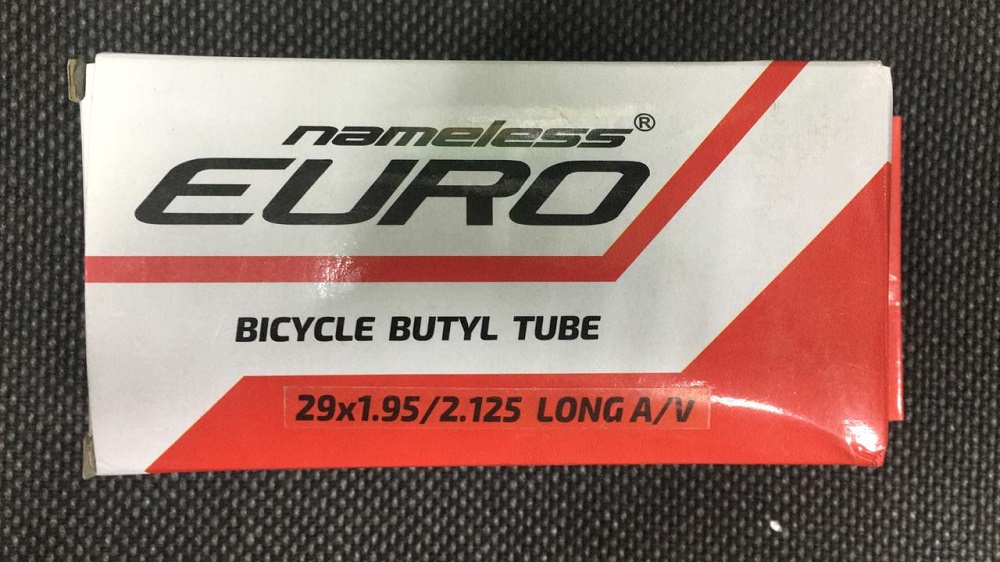 nameless®
EURO
BICYCLE BUTYL TUBE
29x1.95/2.125 LONG A/V